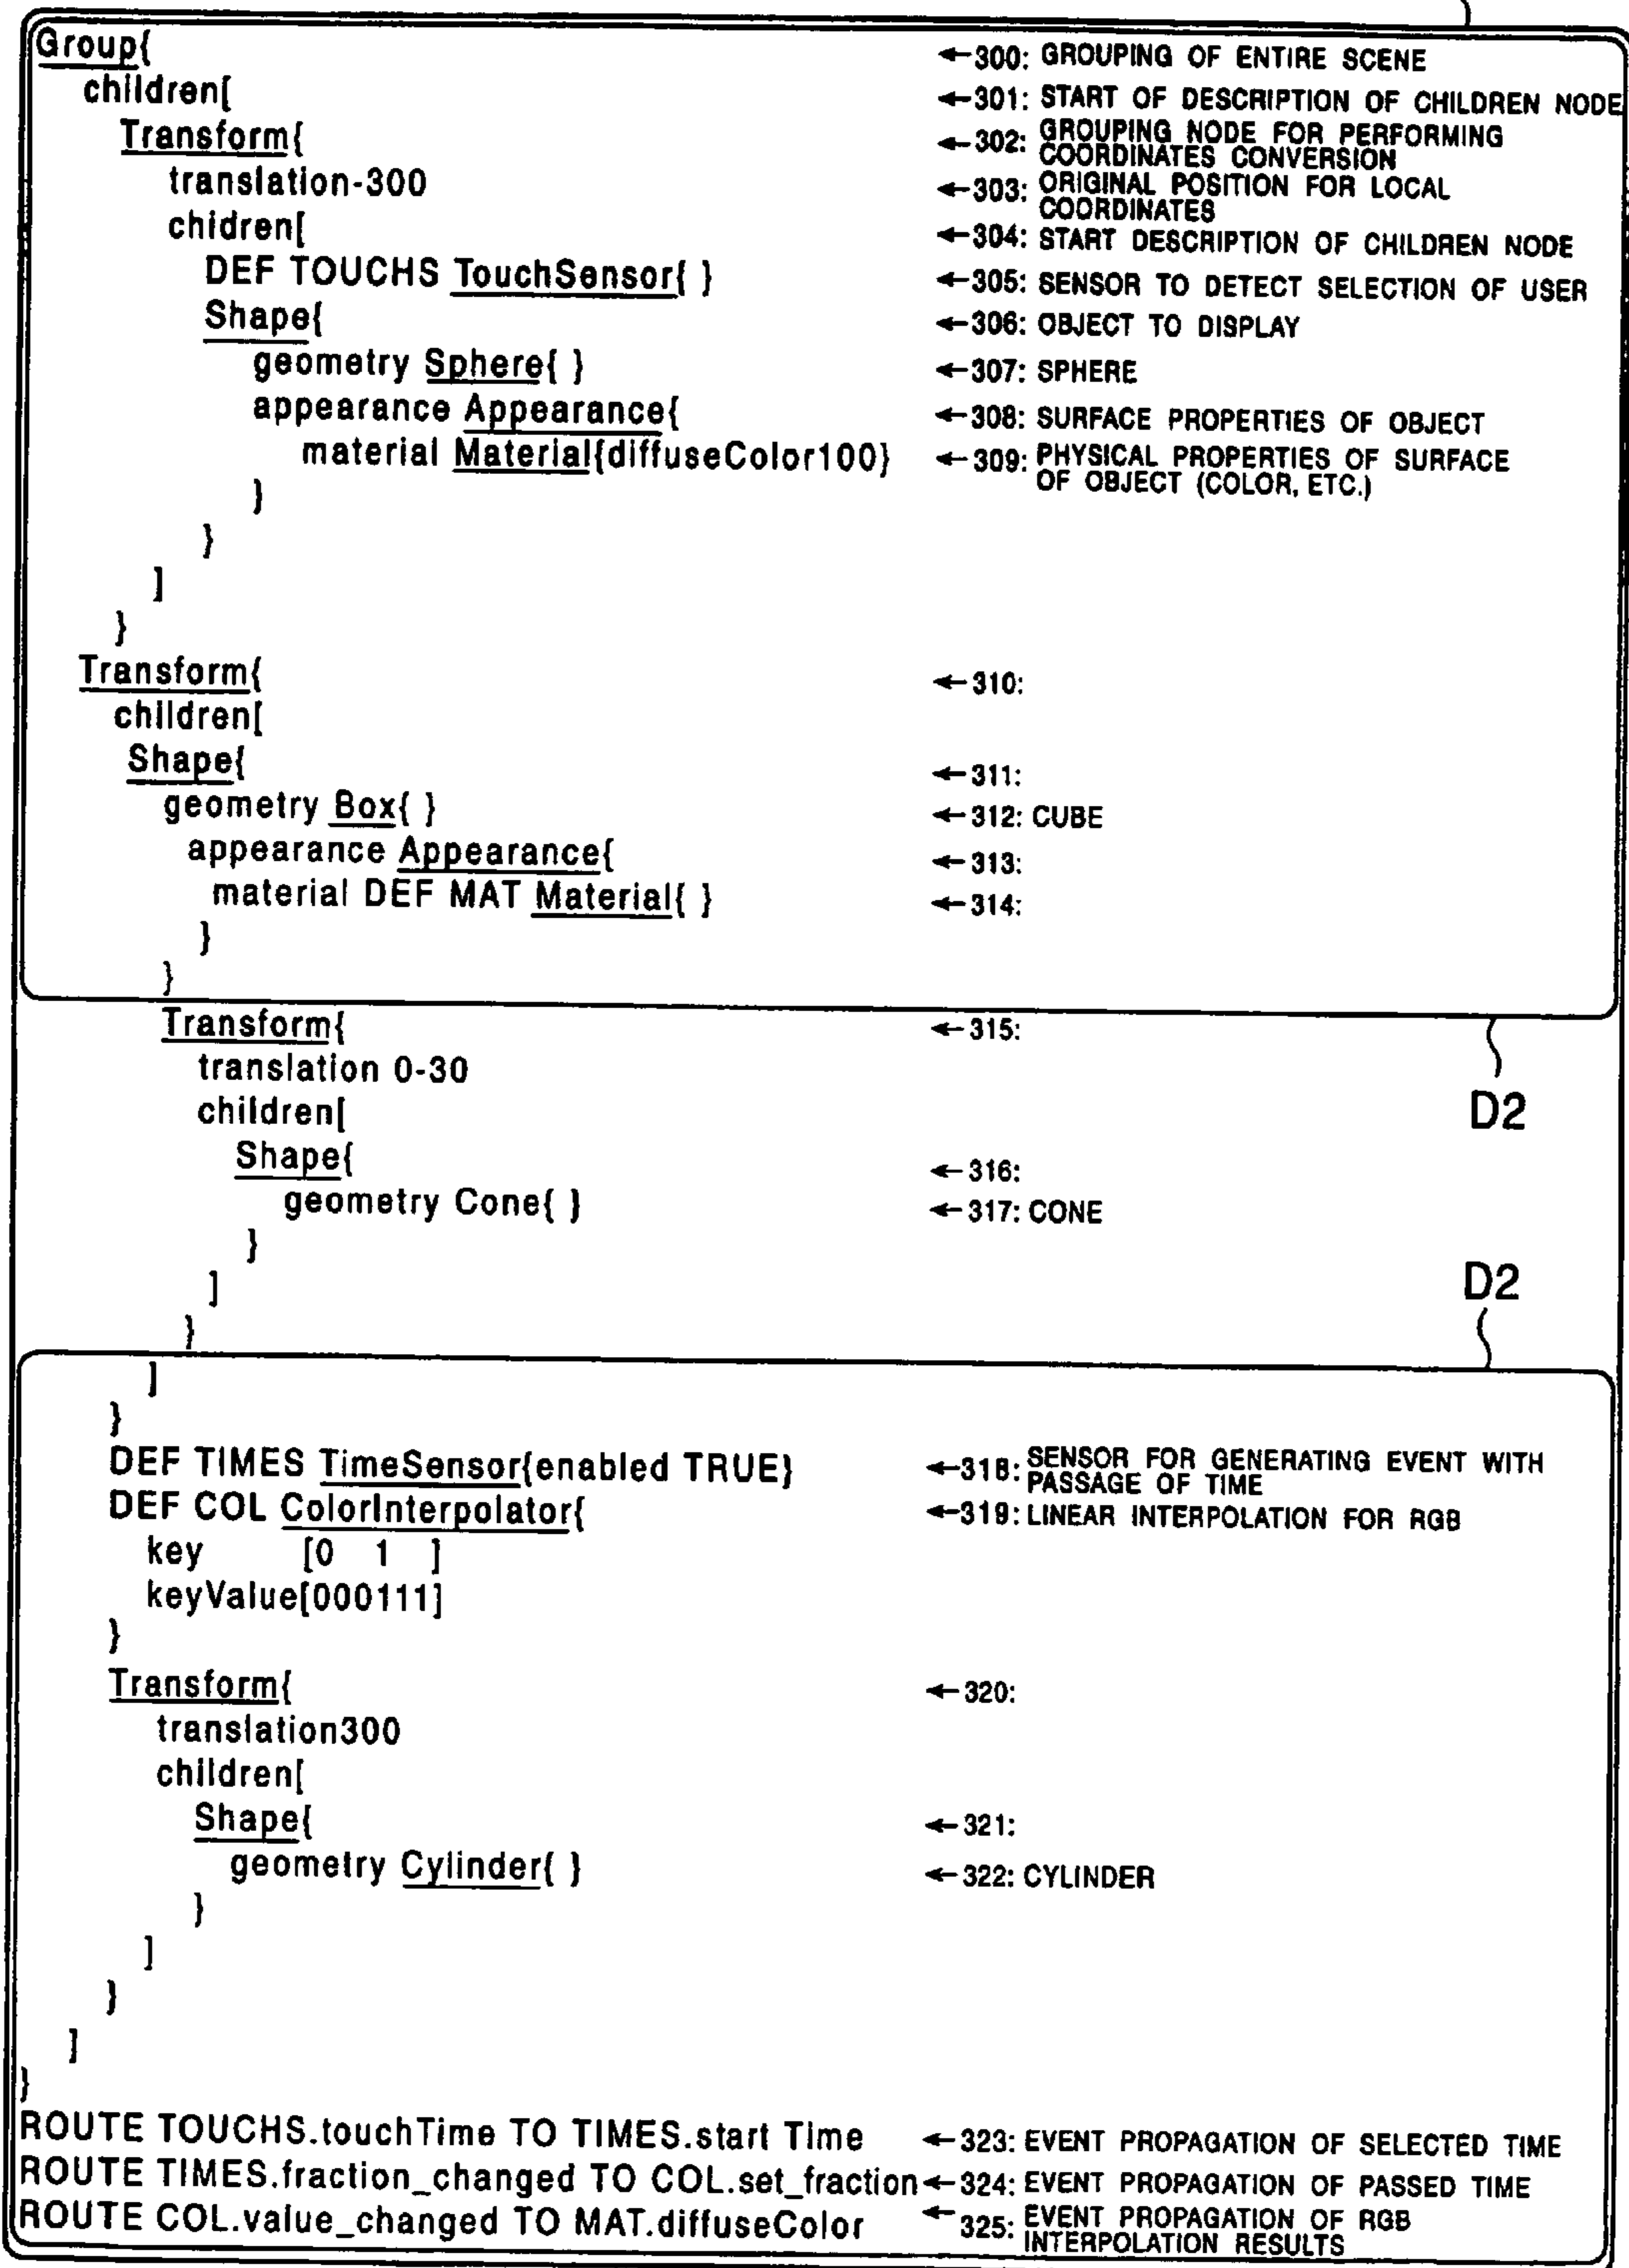 Group{ ←300: GROUPING OF ENTIRE SCENE
children[ ←301: START OF DESCRIPTION OF CHILDREN NODE
Transform{ ←302: GROUPING NODE FOR PERFORMING
COORDINATES CONVERSION
translation-300 ←303: ORIGINAL POSITION FOR LOCAL
COORDINATES
chidren[ ←304: START DESCRIPTION OF CHILDREN NODE
DEF TOUCHS TouchSensor{ } ←305: SENSOR TO DETECT SELECTION OF USER
Shape{ ←306: OBJECT TO DISPLAY
geometry Sphere{ } ←307: SPHERE
appearance Appearance{ ←308: SURFACE PROPERTIES OF OBJECT
material Material{diffuseColor100} ←309: PHYSICAL PROPERTIES OF SURFACE
OF OBJECT (COLOR, ETC.)
}
}
]
}
Transform{ ←310:
children[
Shape{ ←311:
geometry Box{ } ←312: CUBE
appearance Appearance{ ←313:
material DEF MAT Material{ } ←314:
}
}
Transform{ ←315:
translation 0-30
D2
children[
Shape{ ←316:
geometry Cone{ } ←317: CONE
}
]
D2
}
]
}
DEF TIMES TimeSensor{enabled TRUE} ←318: SENSOR FOR GENERATING EVENT WITH
PASSAGE OF TIME
DEF COL ColorInterpolator{ ←319: LINEAR INTERPOLATION FOR RGB
key [0 1 ]
keyValue[000111]
}
Transform{ ←320:
translation300
children[
Shape{ ←321:
geometry Cylinder{ } ←322: CYLINDER
}
]
}
]
}
ROUTE TOUCHS.touchTime TO TIMES.start Time ←323: EVENT PROPAGATION OF SELECTED TIME
ROUTE TIMES.fraction_changed TO COL.set_fraction ←324: EVENT PROPAGATION OF PASSED TIME
ROUTE COL.value_changed TO MAT.diffuseColor ←325: EVENT PROPAGATION OF RGB
INTERPOLATION RESULTS